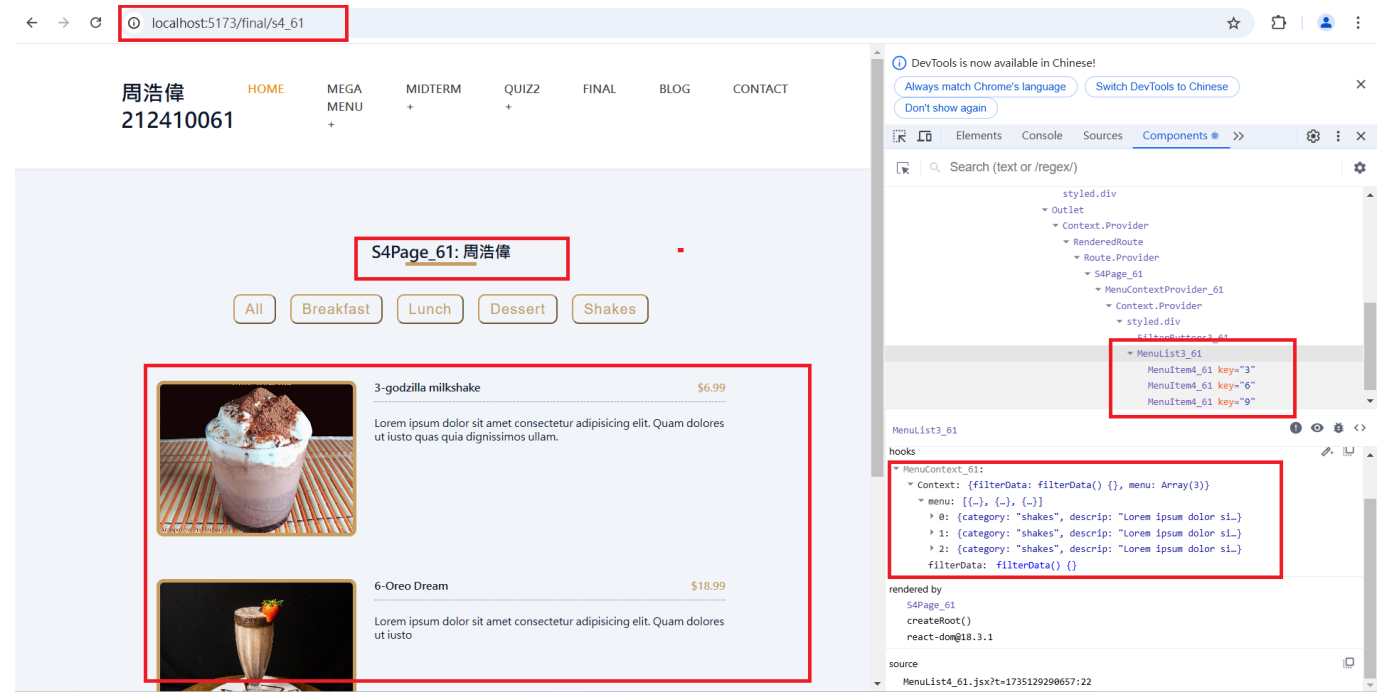 localhost:5173/final/s4_61
周浩偉
212410061
HOME
MEGA
MENU
+
MIDTERM
+
QUIZ2
+
FINAL
BLOG
CONTACT
S4Page_61: 周浩偉
All
Breakfast
Lunch
Dessert
Shakes
3-godzilla milkshake
$6.99
Lorem ipsum dolor sit amet consectetur adipisicing elit. Quam dolores
ut iusto quas quia dignissimos ullam.
6-Oreo Dream
$18.99
Lorem ipsum dolor sit amet consectetur adipisicing elit. Quam dolores
ut iusto
DevTools is now available in Chinese!
Always match Chrome's language
Switch DevTools to Chinese
Don't show again
Elements
Console
Sources
Components
Search (text or /regex/)
styled.div
Outlet
Context.Provider
RenderedRoute
Route.Provider
S4Page_61
MenuContextProvider_61
Context.Provider
styled.div
FilterButtons3_61
MenuList3_61
MenuItem4_61 key="3"
MenuItem4_61 key="6"
MenuItem4_61 key="9"
MenuList3_61
hooks
MenuContext_61:
Context: {filterData: filterData() {}, menu: Array(3)}
menu: [{…}, {…}, {…}]
0: {category: "shakes", descrip: "Lorem ipsum dolor si…}
1: {category: "shakes", descrip: "Lorem ipsum dolor si…}
2: {category: "shakes", descrip: "Lorem ipsum dolor si…}
filterData: filterData() {}
rendered by
S4Page_61
createRoot()
react-dom@18.3.1
source
MenuList4_61.jsx?t=1735129290657:22